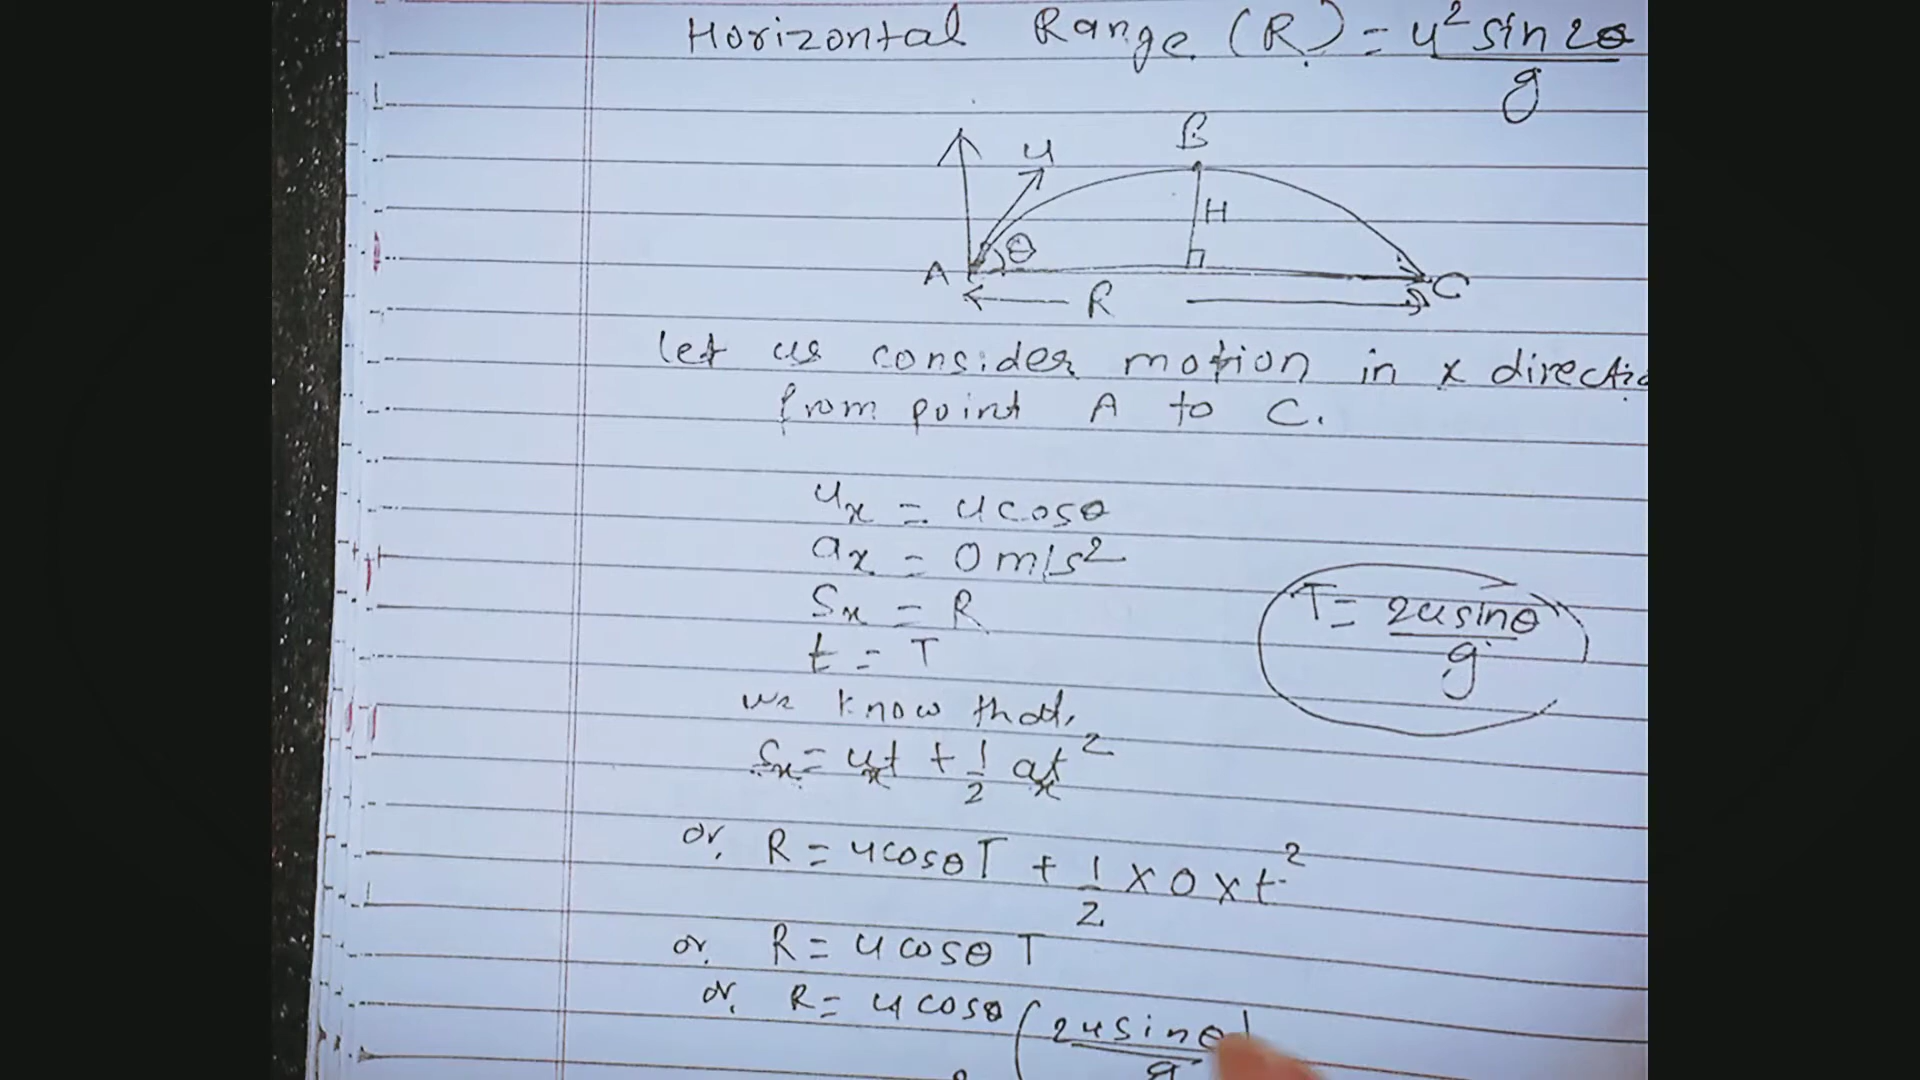 Horizontal Range (R) = u² sin 2θ / g
B
u
H
θ
A
C
R
let us consider motion in x
from point A to C.
uₓ = u cosθ
aₓ = 0 m/s²
Sₓ = R
t = T
T = 2u sinθ / g
we know that,
Sₓ = uₓt + 1/2 aₓt²
or, R = u cosθ T + 1/2 × 0 × t²
or, R = u cosθ T
or, R = u cosθ (2u sinθ / g